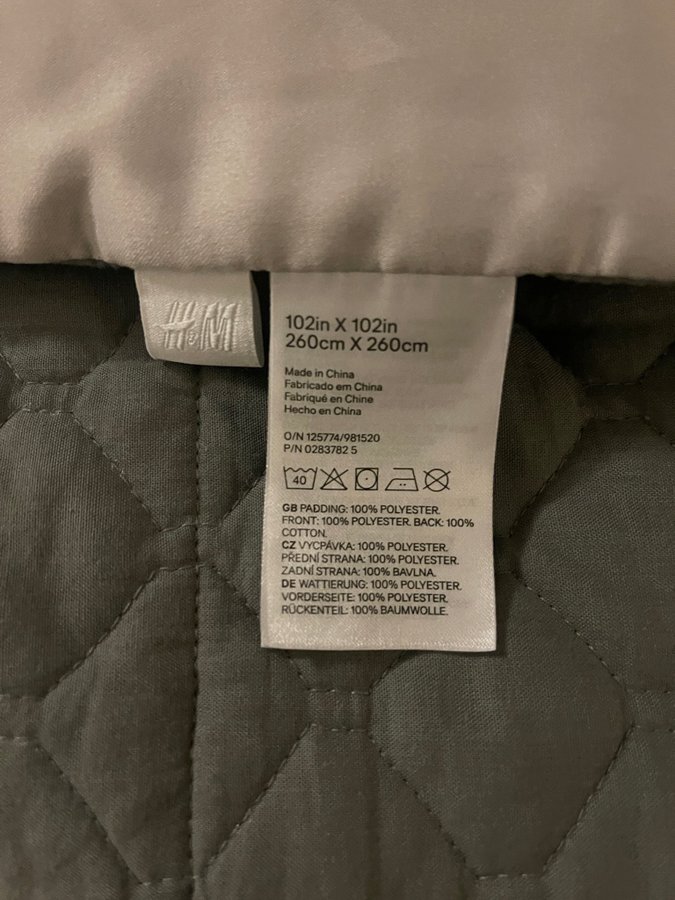 H&M
102in X 102in
260cm X 260cm
Made in China
Fabricado em China
Fabriqué en Chine
Hecho en China
O/N 125774/981520
P/N 0283782 5
40
GB PADDING: 100% POLYESTER.
FRONT: 100% POLYESTER. BACK: 100%
COTTON.
CZ VYCPÁVKA: 100% POLYESTER.
PŘEDNÍ STRANA: 100% POLYESTER.
ZADNÍ STRANA: 100% BAVLNA.
DE WATTIERUNG: 100% POLYESTER.
VORDERSEITE: 100% POLYESTER.
RÜCKENTEIL: 100% BAUMWOLLE.